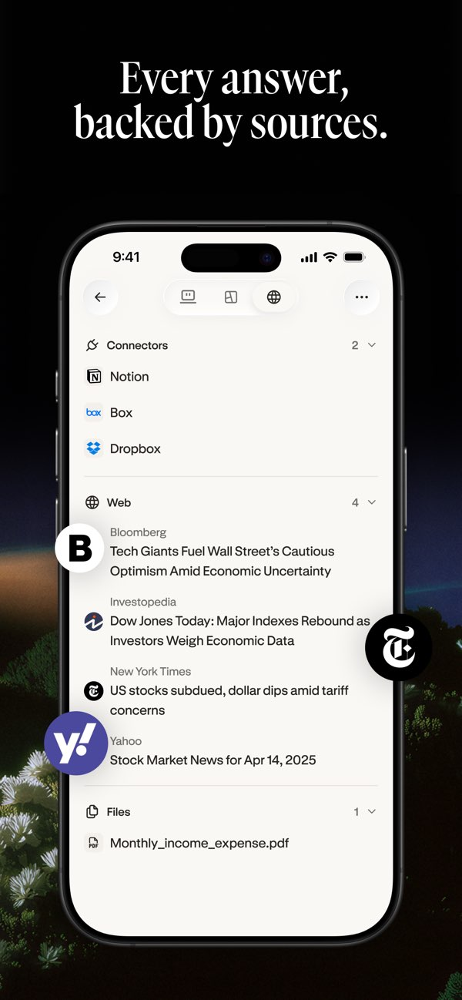 Every answer,
backed by sources.
9:41
Connectors 2
N
Notion
box
Box
Dropbox
Web 4
Bloomberg
B
Tech Giants Fuel Wall Street’s Cautious
Optimism Amid Economic Uncertainty
Investopedia
Dow Jones Today: Major Indexes Rebound as
Investors Weigh Economic Data
T
New York Times
T
US stocks subdued, dollar dips amid tariff
concerns
y!
Yahoo
Stock Market News for Apr 14, 2025
Files 1
PDF
Monthly_income_expense.pdf